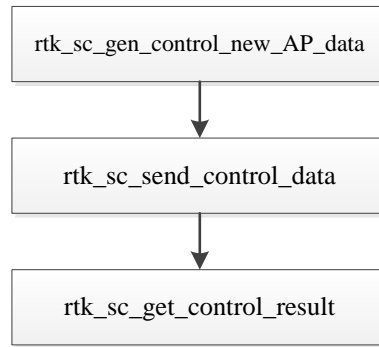 rtk_sc_gen_control_new_AP_data
rtk_sc_send_control_data
rtk_sc_get_control_result